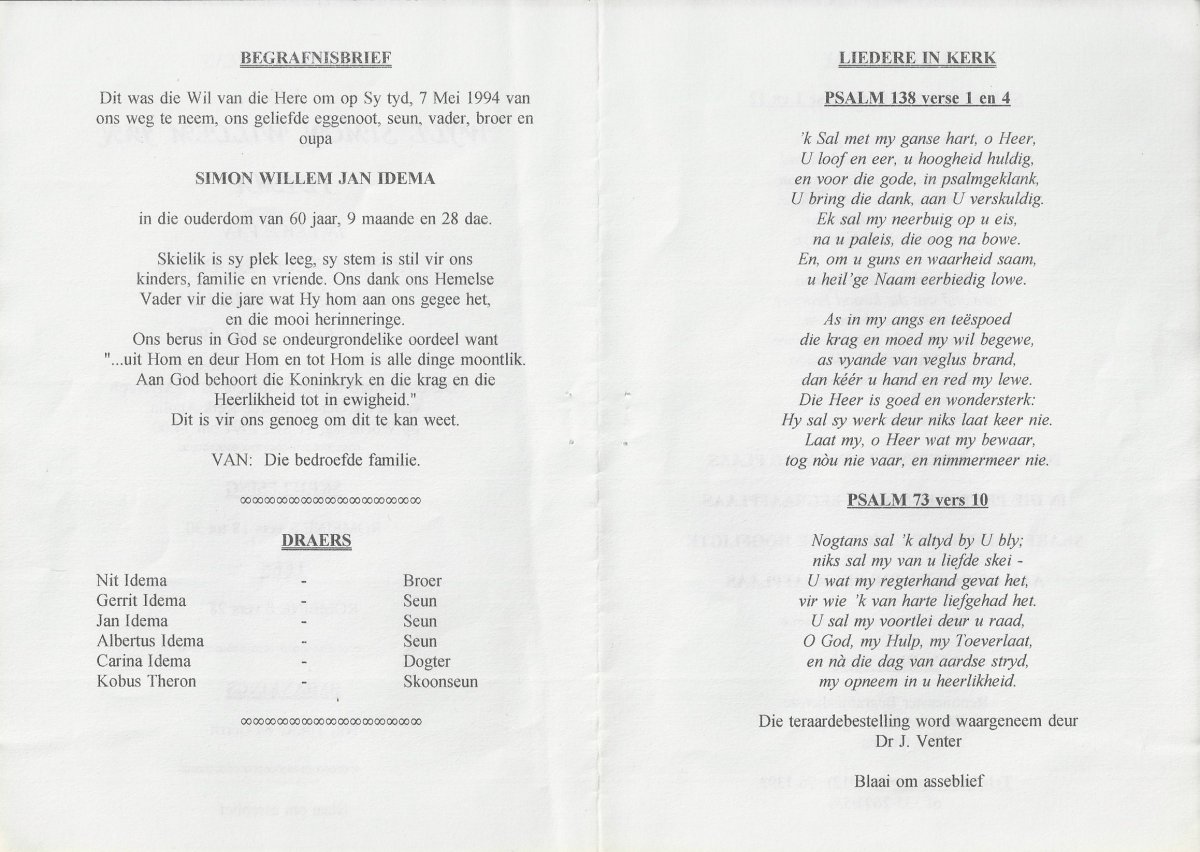 BEGRAFNISBRIEF
Dit was die Wil van die Here om op Sy tyd, 7 Mei 1994 van
ons weg te neem, ons geliefde eggenoot, seun, vader, broer en
oupa
SIMON WILLEM JAN IDEMA
in die ouderdom van 60 jaar, 9 maande en 28 dae.
Skielik is sy plek leeg, sy stem is stil vir ons
kinders, familie en vriende. Ons dank ons Hemelse
Vader vir die jare wat Hy hom aan ons gegee het,
en die mooi herinneringe.
Ons berus in God se ondeurgrondelike oordeel want
"...uit Hom en deur Hom en tot Hom is alle dinge moontlik.
Aan God behoort die Koninkryk en die krag en die
Heerlikheid tot in ewigheid."
Dit is vir ons genoeg om dit te kan weet.
VAN: Die bedroefde familie.
∞∞∞∞∞∞∞∞∞∞∞∞∞∞∞
DRAERS
Nit Idema - Broer
Gerrit Idema - Seun
Jan Idema - Seun
Albertus Idema - Seun
Carina Idema - Dogter
Kobus Theron - Skoonseun
∞∞∞∞∞∞∞∞∞∞∞∞∞∞∞
LIEDERE IN KERK
PSALM 138 verse 1 en 4
'k Sal met my ganse hart, o Heer,
U loof en eer, u hoogheid huldig,
en voor die gode, in psalmgeklank,
U bring die dank, aan U verskuldig.
Ek sal my neerbuig op u eis,
na u paleis, die oog na bowe.
En, om u guns en waarheid saam,
u heil'ge Naam eerbiedig lowe.
As in my angs en teëspoed
die krag en moed my wil begewe,
as vyande van veglus brand,
dan kéér u hand en red my lewe.
Die Heer is goed en wondersterk:
Hy sal sy werk deur niks laat keer nie.
Laat my, o Heer wat my bewaar,
tog nòu nie vaar, en nimmermeer nie.
PSALM 73 vers 10
Nogtans sal 'k altyd by U bly;
niks sal my van u liefde skei -
U wat my regterhand gevat het,
vir wie 'k van harte liefgehad het.
U sal my voortlei deur u raad,
O God, my Hulp, my Toeverlaat,
en nà die dag van aardse stryd,
my opneem in u heerlikheid.
Die teraardebestelling word waargeneem deur
Dr J. Venter
Blaai om asseblief